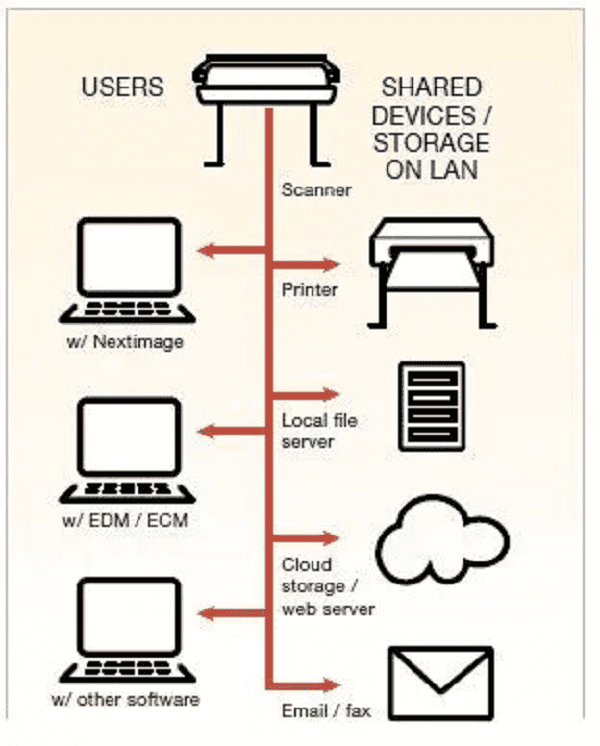 USERS
SHARED
DEVICES /
STORAGE
ON LAN
Scanner
w/ Nextimage
Printer
Local file
server
w/ EDM / ECM
Cloud
storage /
web server
w/ other software
Email / fax